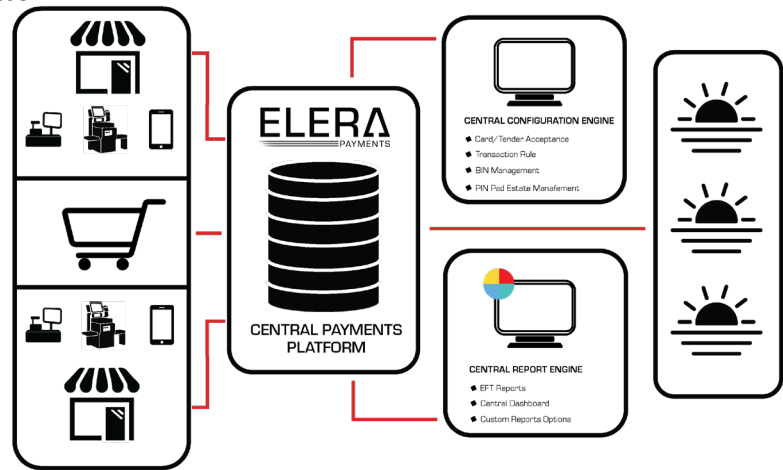 ELERA
PAYMENTS
CENTRAL PAYMENTS
PLATFORM
CENTRAL CONFIGURATION ENGINE
Card/Tender Acceptance
Transaction Rule
BIN Management
PIN Pad Estate Manafement
CENTRAL REPORT ENGINE
EFT Reports
Central Dashboard
Custom Reports Options